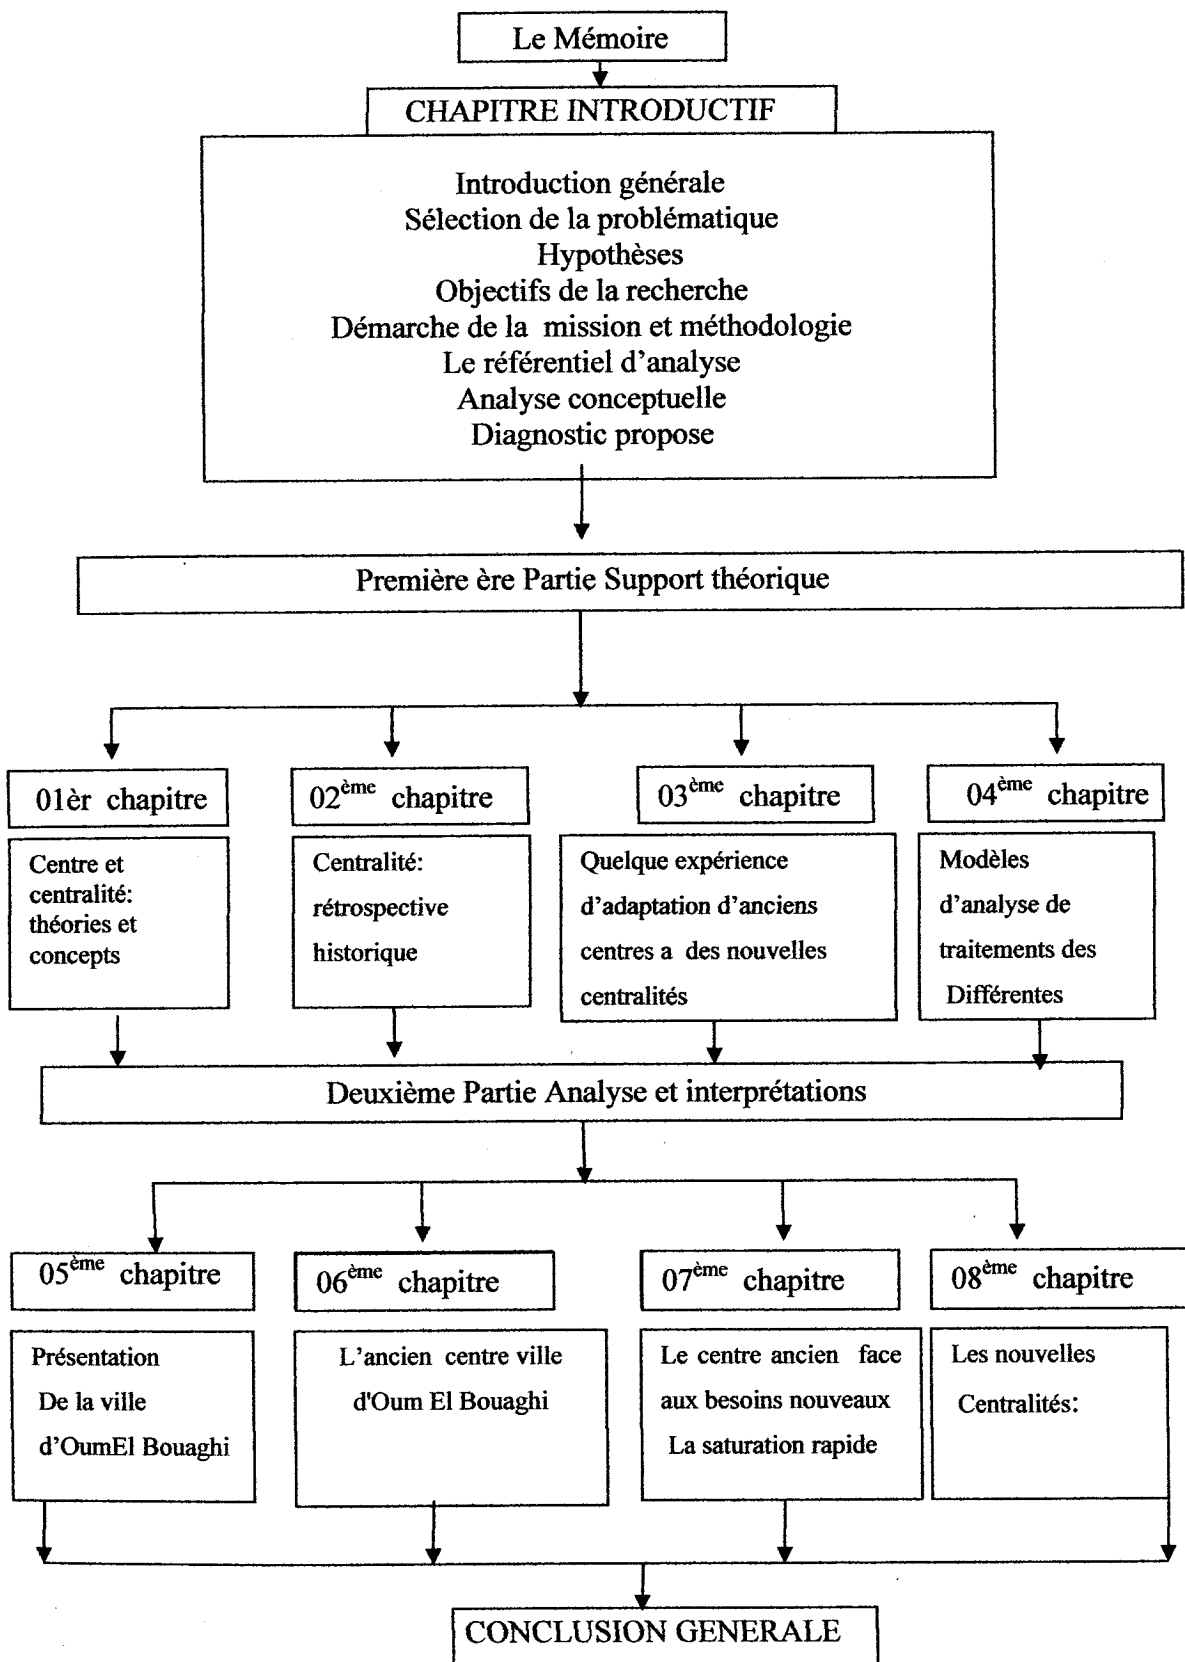 Le Mémoire
CHAPITRE INTRODUCTIF
Introduction générale
Sélection de la problématique
Hypothèses
Objectifs de la recherche
Démarche de la mission et méthodologie
Le référentiel d'analyse
Analyse conceptuelle
Diagnostic propose
Première ère Partie Support théorique
01èr chapitre
Centre et
centralité:
théories et
concepts
02ème chapitre
Centralité:
rétrospective
historique
03ème chapitre
Quelque expérience
d'adaptation d'anciens
centres a des nouvelles
centralités
04ème chapitre
Modèles
d'analyse de
traitements des
Différentes
Deuxième Partie Analyse et interprétations
05ème chapitre
Présentation
De la ville
d'OumEl Bouaghi
06ème chapitre
L'ancien centre ville
d'Oum El Bouaghi
07ème chapitre
Le centre ancien face
aux besoins nouveaux
La saturation rapide
08ème chapitre
Les nouvelles
Centralités:
CONCLUSION GENERALE